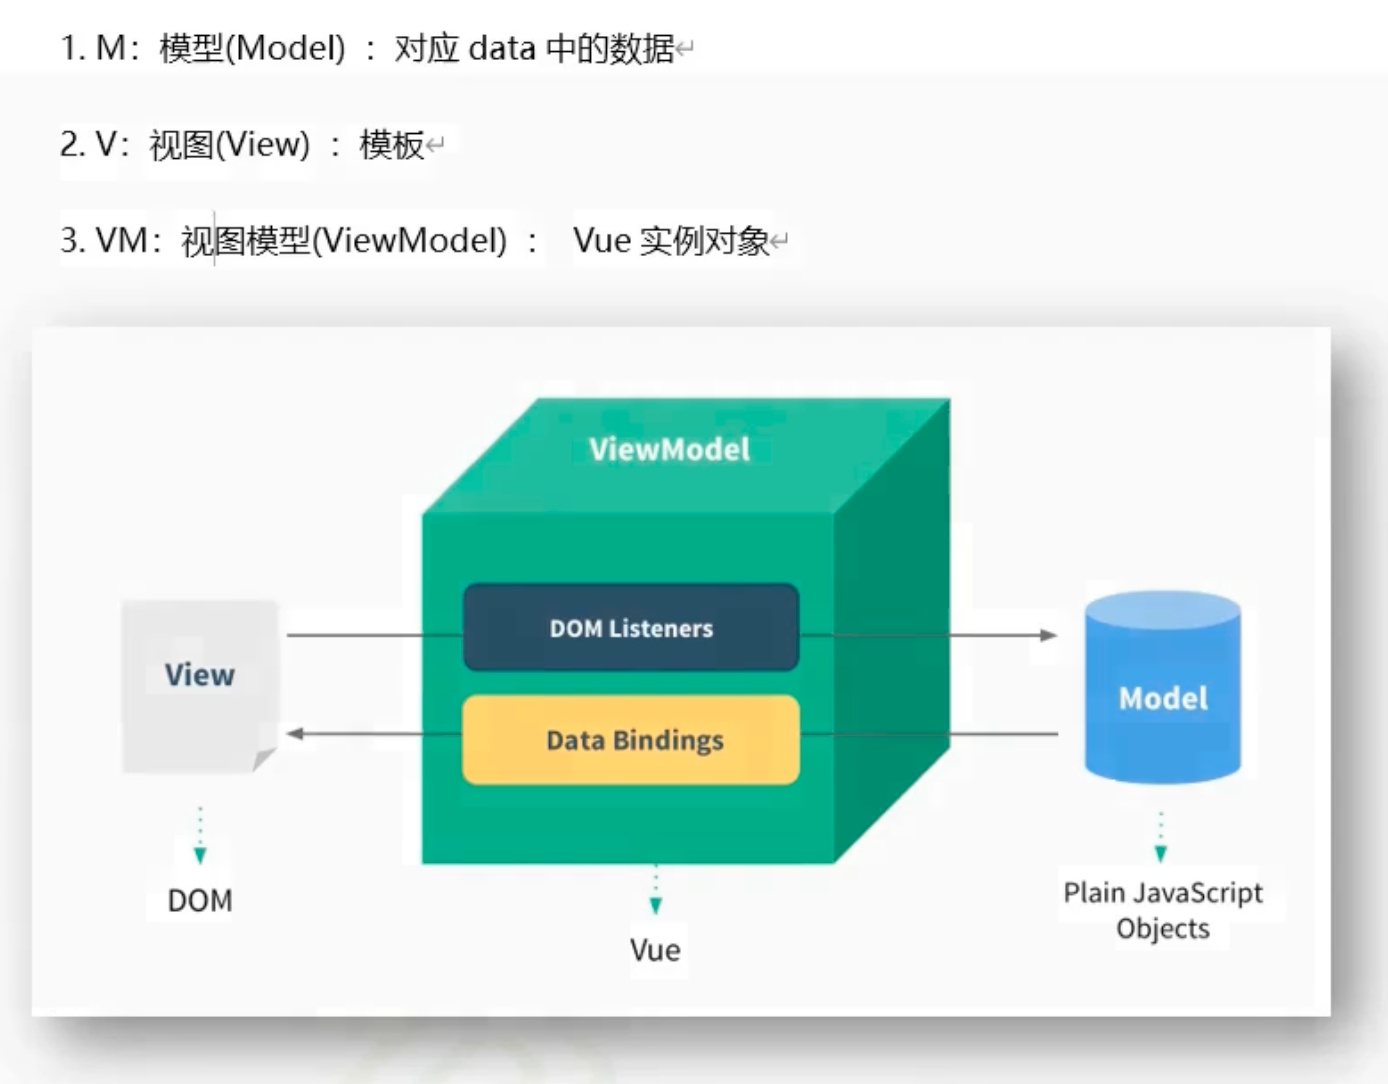 1. M：模型(Model) ：对应 data 中的数据↵
2. V：视图(View) ：模板↵
3. VM：视图模型(ViewModel) ： Vue 实例对象↵
ViewModel
DOM Listeners
View
Model
Data Bindings
DOM
Plain JavaScript
Objects
Vue